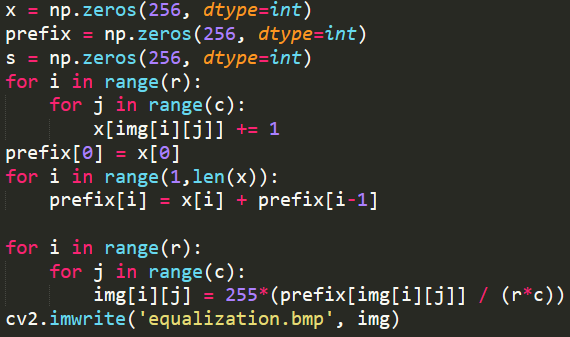 x = np.zeros(256, dtype=int)
prefix = np.zeros(256, dtype=int)
s = np.zeros(256, dtype=int)
for i in range(r):
    for j in range(c):
        x[img[i][j]] += 1
prefix[0] = x[0]
for i in range(1,len(x)):
    prefix[i] = x[i] + prefix[i-1]

for i in range(r):
    for j in range(c):
        img[i][j] = 255*(prefix[img[i][j]] / (r*c))
cv2.imwrite('equalization.bmp', img)